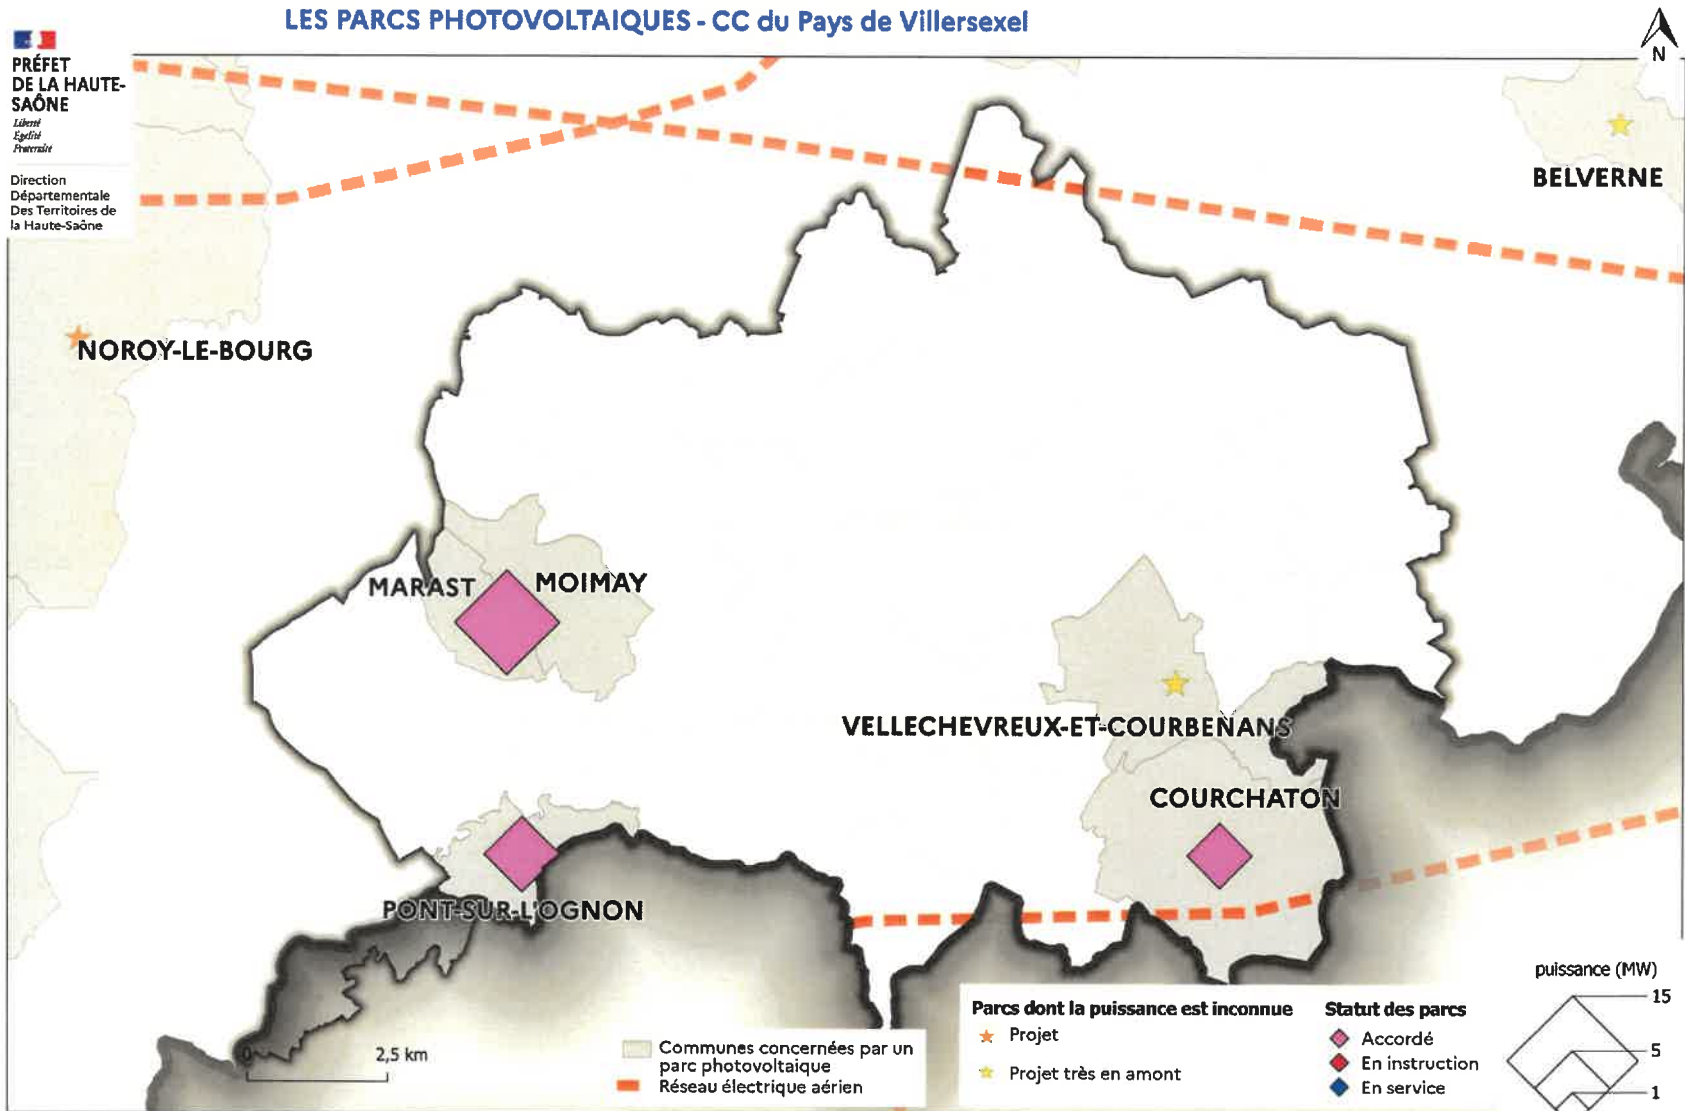 LES PARCS PHOTOVOLTAIQUES - CC du Pays de Villersexel
N
PRÉFET
DE LA HAUTE-
SAÔNE
Liberté
Égalité
Fraternité
Direction
Départementale
Des Territoires de
la Haute-Saône
BELVERNE
NOROY-LE-BOURG
MARAST
MOIMAY
VELLECHEVREUX-ET-COURBENANS
COURCHATON
PONT-SUR-L'OGNON
0
2,5 km
Communes concernées par un
parc photovoltaique
Réseau électrique aérien
Parcs dont la puissance est inconnue
Projet
Projet très en amont
Statut des parcs
Accordé
En instruction
En service
puissance (MW)
15
5
1